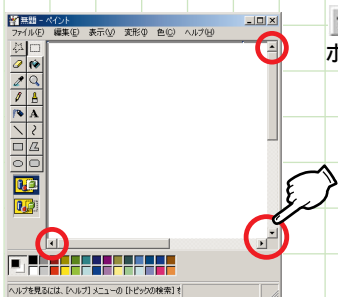 無題 - ペイント
ファイル(F) 編集(E) 表示(V) 変形(I) 色(C) ヘルプ(H)
A
ヘルプを見るには、[ヘルプ] メニューの [トピックの検索] を